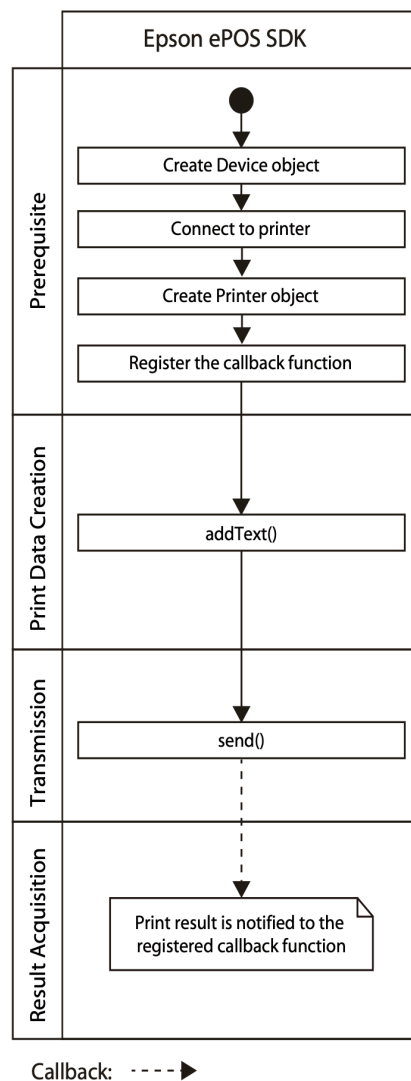 Epson ePOS SDK
Prerequisite
Create Device object
Connect to printer
Create Printer object
Register the callback function
Print Data Creation
addText()
Transmission
send()
Result Acquisition
Print result is notified to the
registered callback function
Callback: